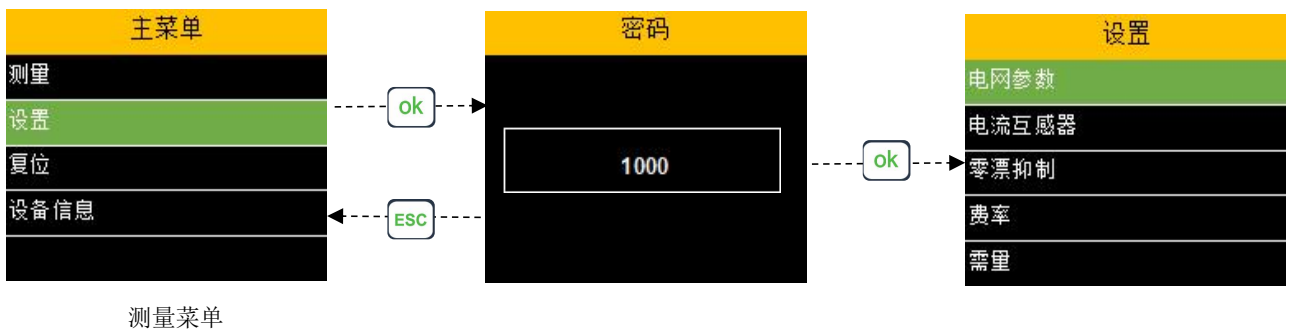 主菜单
测量
设置
复位
设备信息
ok
ESC
密码
1000
ok
设置
电网参数
电流互感器
零漂抑制
费率
需量
测量菜单